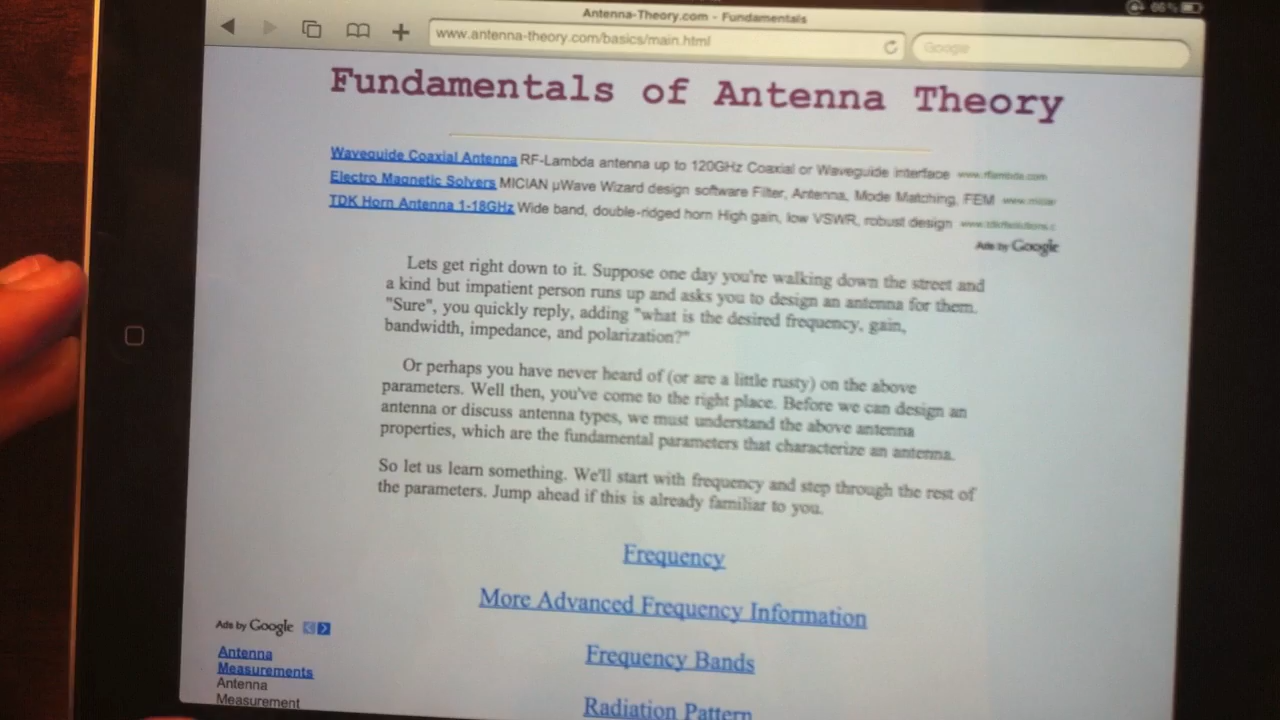 Antenna-Theory.com - Fundamentals
66%
www.antenna-theory.com/basics/main.html
Google
Fundamentals of Antenna Theory
Waveguide Coaxial Antenna RF-Lambda antenna up to 120GHz Coaxial or Waveguide interface www.rflambda.com
Electro Magnetic Solvers MICIAN µWave Wizard design software Filter, Antenna, Mode Matching, FEM
TDK Horn Antenna 1-18GHz Wide band, double-ridged horn High gain, low VSWR, robust design
Ads by Google
Lets get right down to it. Suppose one day you're walking down the street and
a kind but impatient person runs up and asks you to design an antenna for them.
"Sure", you quickly reply, adding "what is the desired frequency, gain,
bandwidth, impedance, and polarization?"
Or perhaps you have never heard of (or are a little rusty) on the above
parameters. Well then, you've come to the right place. Before we can design an
antenna or discuss antenna types, we must understand the above antenna
properties, which are the fundamental parameters that characterize an antenna.
So let us learn something. We'll start with frequency and step through the rest of
the parameters. Jump ahead if this is already familiar to you.
Frequency
More Advanced Frequency Information
Frequency Bands
Radiation Pattern
Ads by Google
Antenna
Measurements
Antenna
Measurement